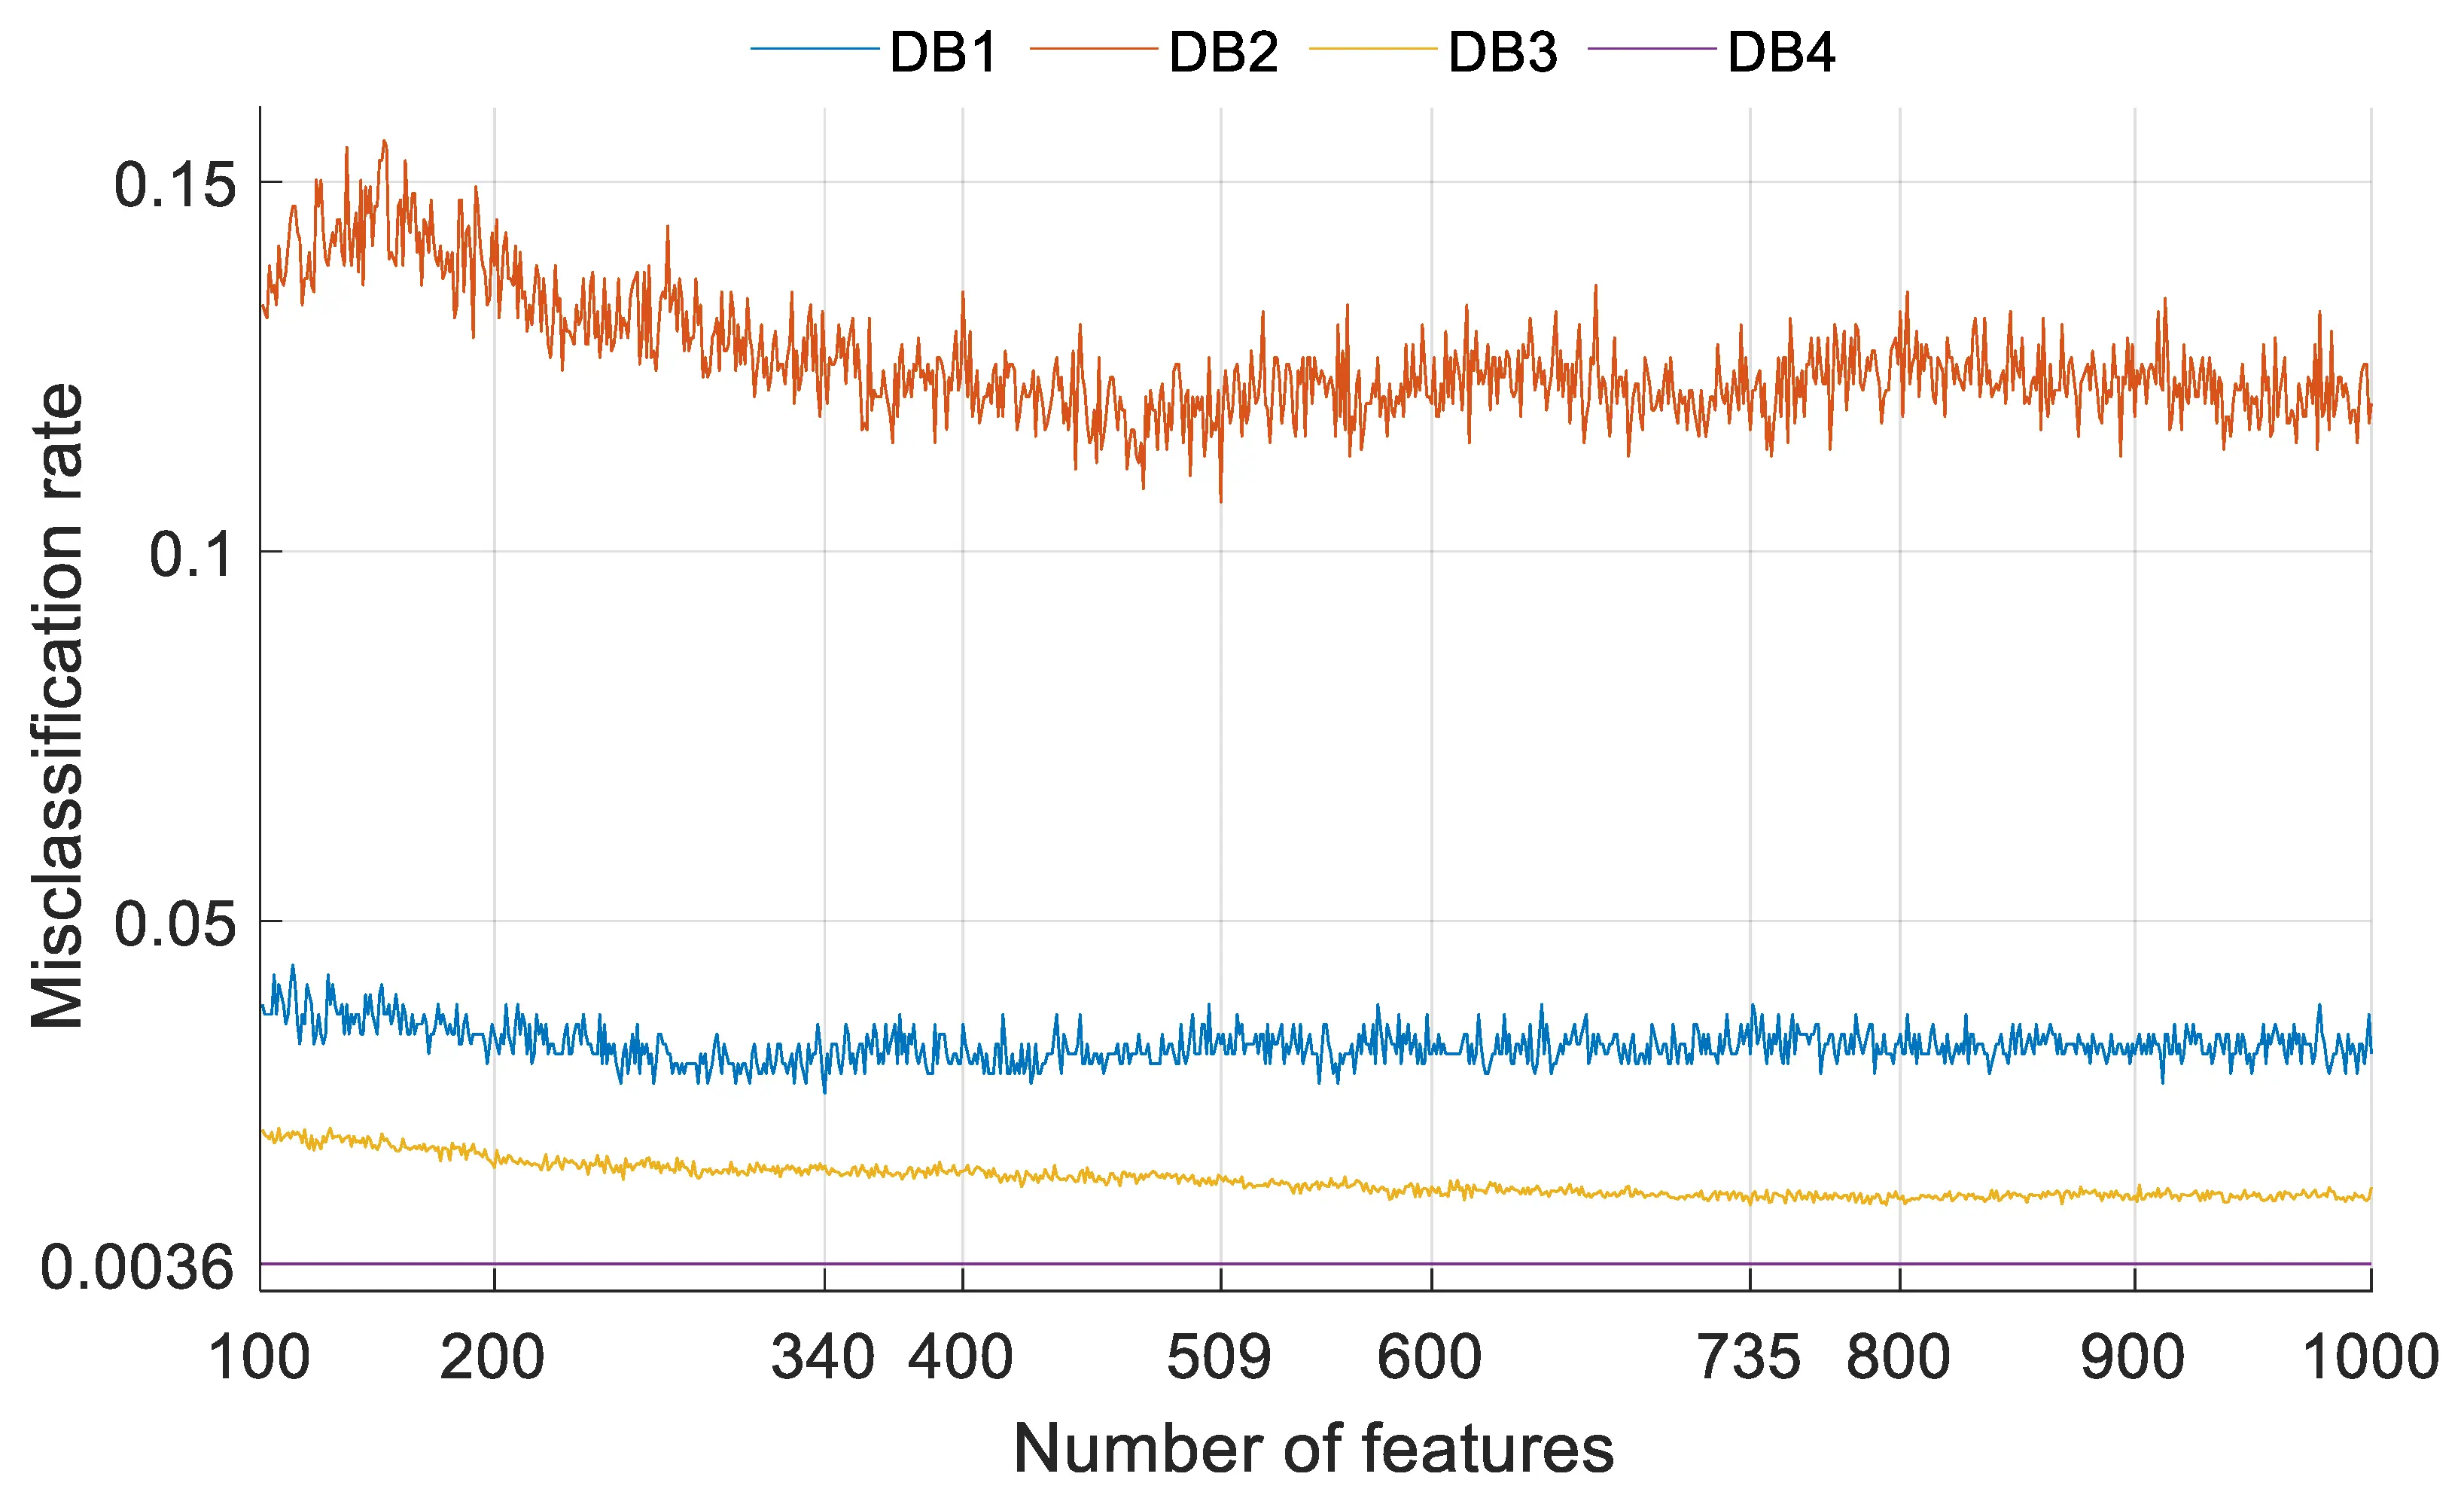 DB1 DB2 DB3 DB4
0.15
0.1
0.05
0.0036
Misclassification rate
100 200 340 400 509 600 735 800 900 1000
Number of features